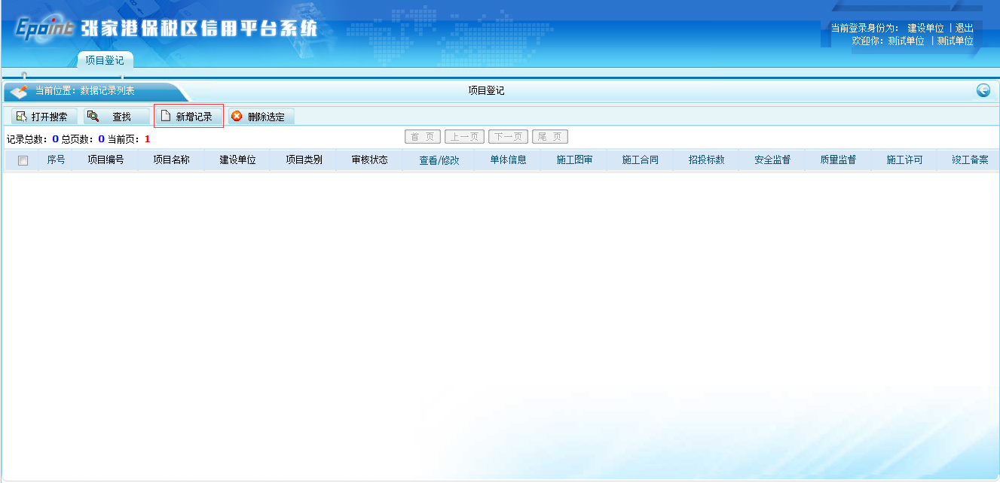 Epoint 张家港保税区信用平台系统
当前登录身份为： 建设单位 | 退出
欢迎你：测试单位 | 测试单位
项目登记
当前位置：数据记录列表
项目登记
打开搜索 查找 新增记录 删除选定
记录总数：0 总页数：0 当前页：1 首 页 上一页 下一页 尾 页
序号 项目编号 项目名称 建设单位 项目类别 审核状态 查看/修改 单体信息 施工图审 施工合同 招投标数 安全监督 质量监督 施工许可 竣工备案